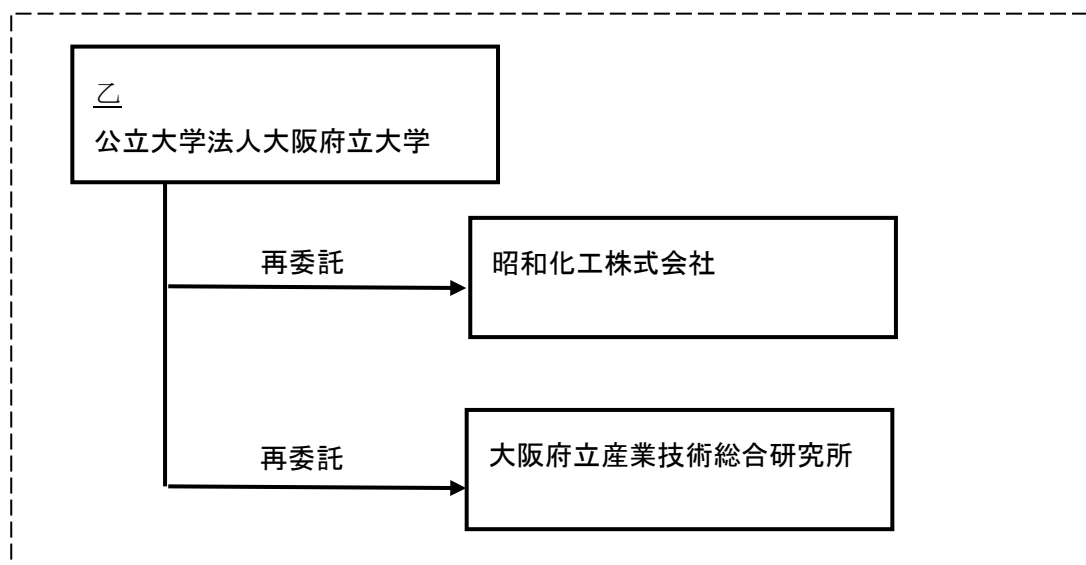 乙
公立大学法人大阪府立大学
再委託
昭和化工株式会社
再委託
大阪府立産業技術総合研究所